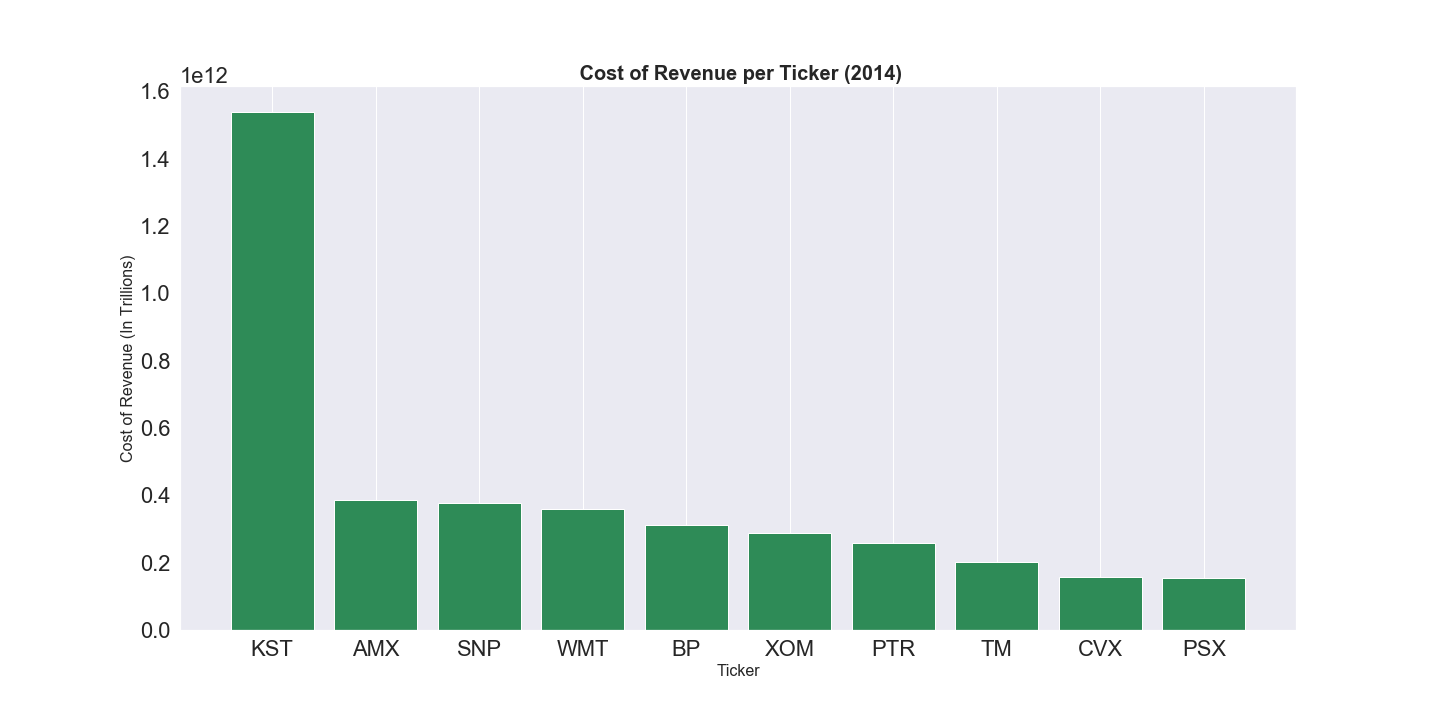 Cost of Revenue per Ticker (2014)
1e12
1.6
1.4
1.2
1.0
0.8
0.6
0.4
0.2
0.0
Cost of Revenue (In Trillions)
KST AMX SNP WMT BP XOM PTR TM CVX PSX
Ticker